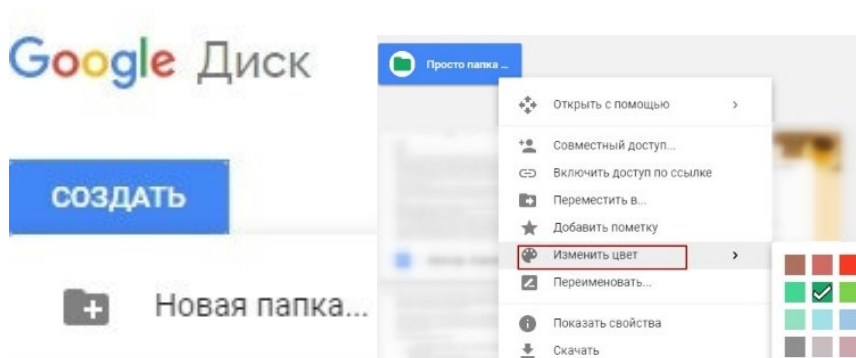 Google Диск
СОЗДАТЬ
Новая папка...
Просто папка ...
Открыть с помощью
Совместный доступ...
Включить доступ по ссылке
Переместить в...
Добавить пометку
Изменить цвет
Переименовать...
Показать свойства
Скачать